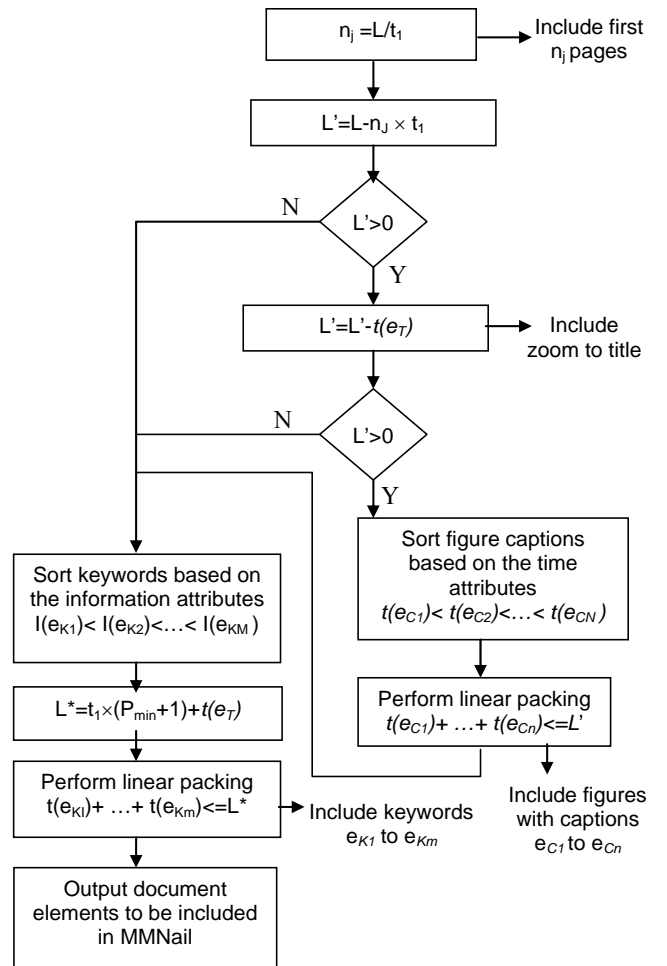 n_j =L/t_1
Include first
n_j pages
L'=L-n_J × t_1
N
L'>0
Y
L'=L'-t(e_T)
Include
zoom to title
N
L'>0
Y
Sort figure captions
based on the time
attributes
t(e_C1)< t(e_C2)<…< t(e_CN)
Sort keywords based on
the information attributes
I(e_K1)< I(e_K2)<…< I(e_KM)
L*=t_1×(P_min+1)+t(e_T)
Perform linear packing
t(e_C1)+ …+ t(e_Cn)<=L'
Perform linear packing
t(e_KI)+ …+ t(e_Km)<=L*
Include keywords
e_K1 to e_Km
Include figures
with captions
e_C1 to e_Cn
Output document
elements to be included
in MMNail